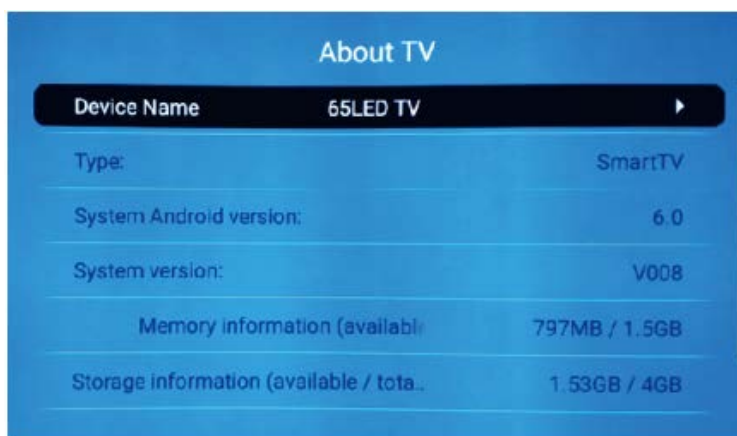 About TV
Device Name 65LED TV
Type: SmartTV
System Android version: 6.0
System version: V008
Memory information (availabl 797MB / 1.5GB
Storage information (available / tota.. 1.53GB / 4GB